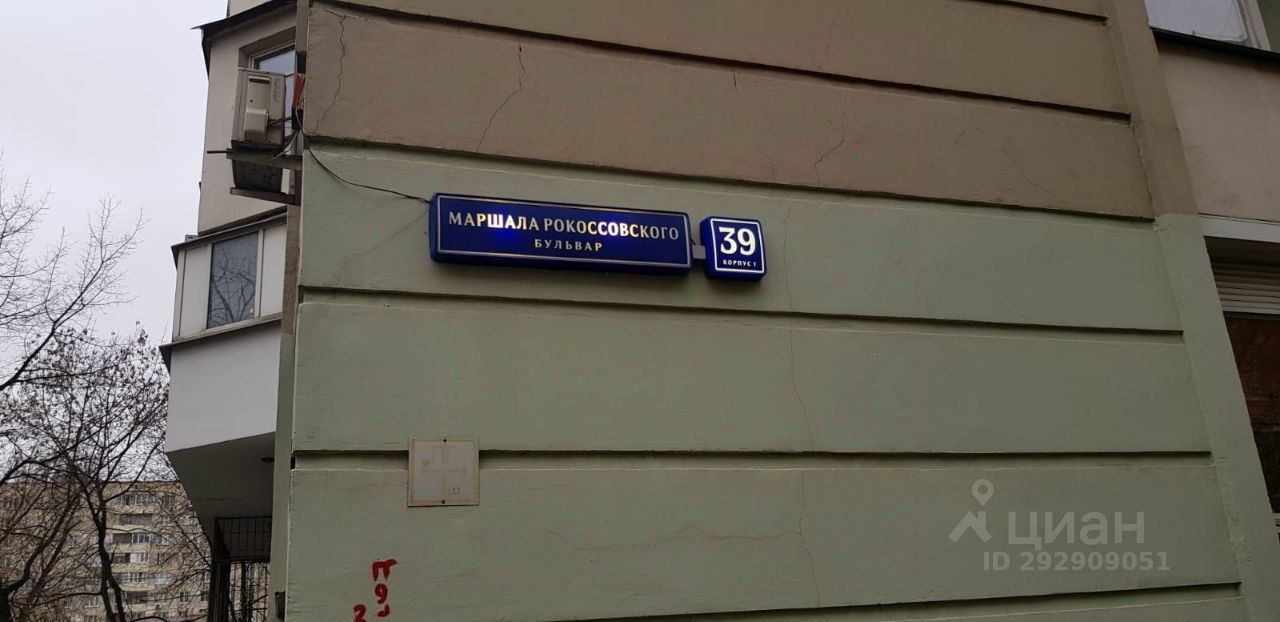 МАРШАЛА РОКОССОВСКОГО
БУЛЬВАР
39
КОРПУС 1
циан
ID 292909051